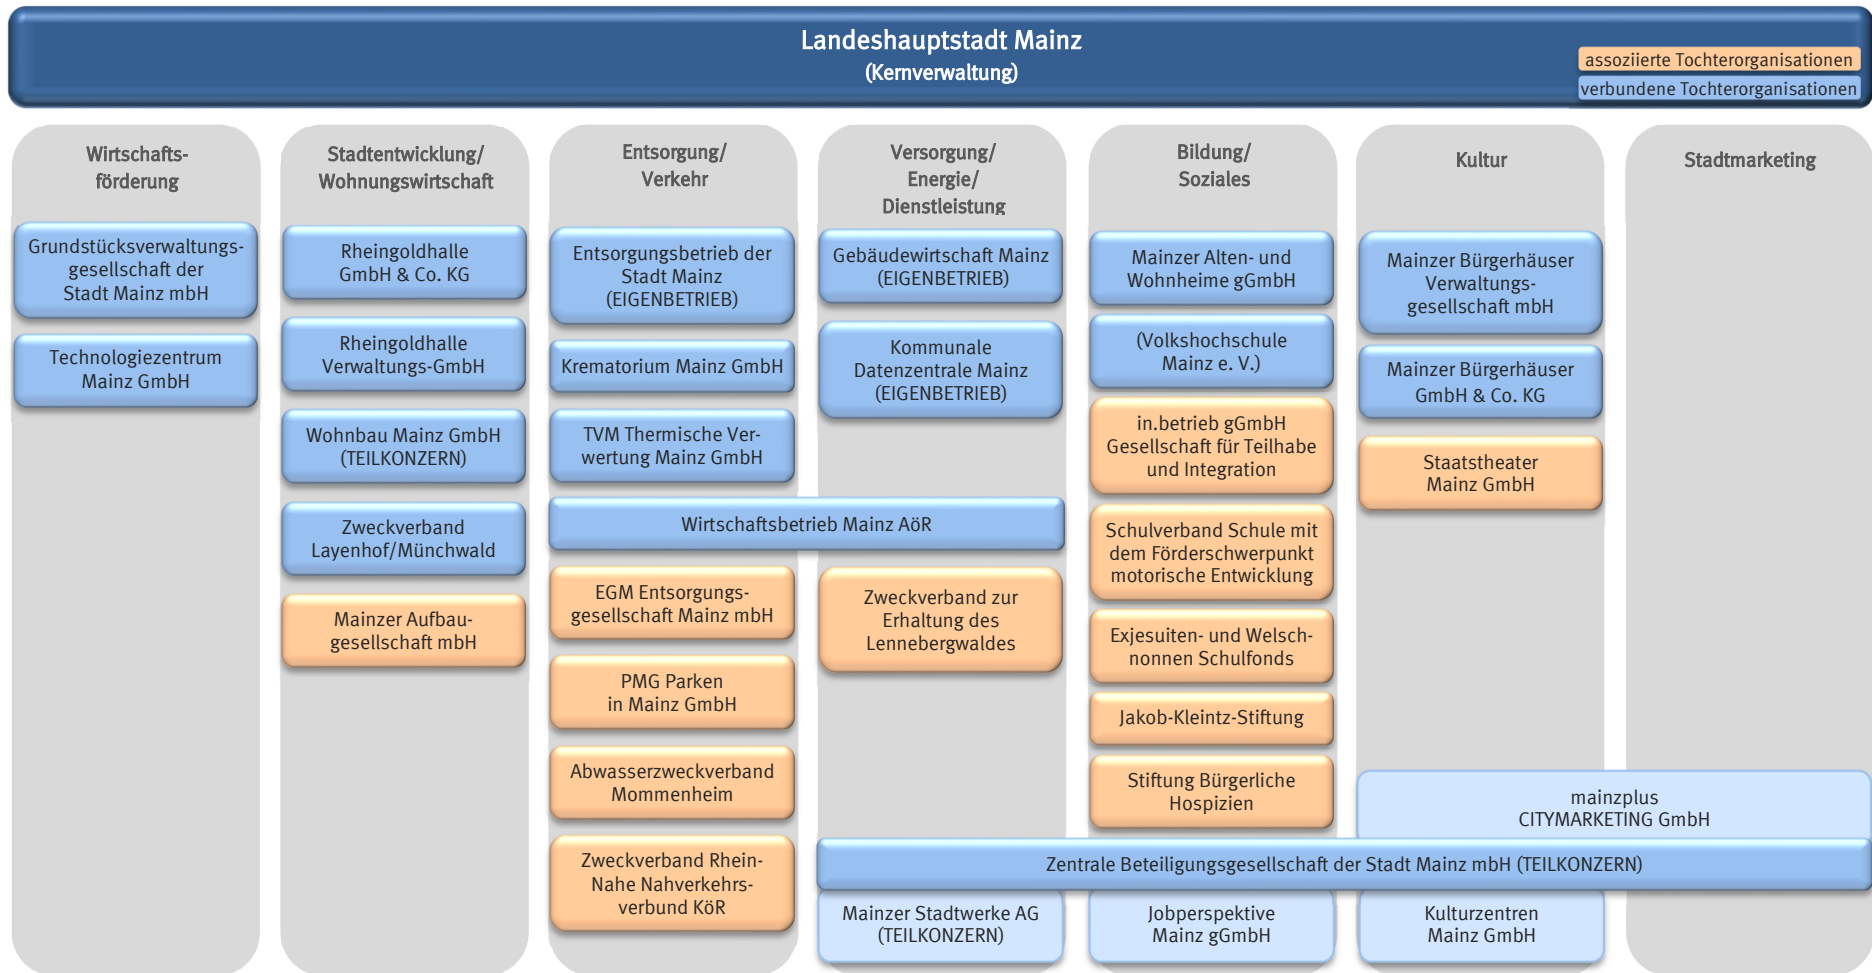 Landeshauptstadt Mainz
(Kernverwaltung)
assoziierte Tochterorganisationen
verbundene Tochterorganisationen
Wirtschafts-
förderung
Grundstücksverwaltungs-
gesellschaft der
Stadt Mainz mbH
Technologiezentrum
Mainz GmbH
Stadtentwicklung/
Wohnungswirtschaft
Rheingoldhalle
GmbH & Co. KG
Rheingoldhalle
Verwaltungs-GmbH
Wohnbau Mainz GmbH
(TEILKONZERN)
Zweckverband
Layenhof/Münchwald
Mainzer Aufbau-
gesellschaft mbH
Entsorgung/
Verkehr
Entsorgungsbetrieb der
Stadt Mainz
(EIGENBETRIEB)
Krematorium Mainz GmbH
TVM Thermische Ver-
wertung Mainz GmbH
Wirtschaftsbetrieb Mainz AöR
EGM Entsorgungs-
gesellschaft Mainz mbH
PMG Parken
in Mainz GmbH
Abwasserzweckverband
Mommenheim
Zweckverband Rhein-
Nahe Nahverkehrs-
verbund KöR
Versorgung/
Energie/
Dienstleistung
Gebäudewirtschaft Mainz
(EIGENBETRIEB)
Kommunale
Datenzentrale Mainz
(EIGENBETRIEB)
Zweckverband zur
Erhaltung des
Lennebergwaldes
Bildung/
Soziales
Mainzer Alten- und
Wohnheime gGmbH
(Volkshochschule
Mainz e. V.)
in.betrieb gGmbH
Gesellschaft für Teilhabe
und Integration
Schulverband Schule mit
dem Förderschwerpunkt
motorische Entwicklung
Exjesuiten- und Welsch-
nonnen Schulfonds
Jakob-Kleintz-Stiftung
Stiftung Bürgerliche
Hospizien
Kultur
Mainzer Bürgerhäuser
Verwaltungs-
gesellschaft mbH
Mainzer Bürgerhäuser
GmbH & Co. KG
Staatstheater
Mainz GmbH
Stadtmarketing
mainzplus
CITYMARKETING GmbH
Zentrale Beteiligungsgesellschaft der Stadt Mainz mbH (TEILKONZERN)
Mainzer Stadtwerke AG
(TEILKONZERN)
Jobperspektive
Mainz gGmbH
Kulturzentren
Mainz GmbH